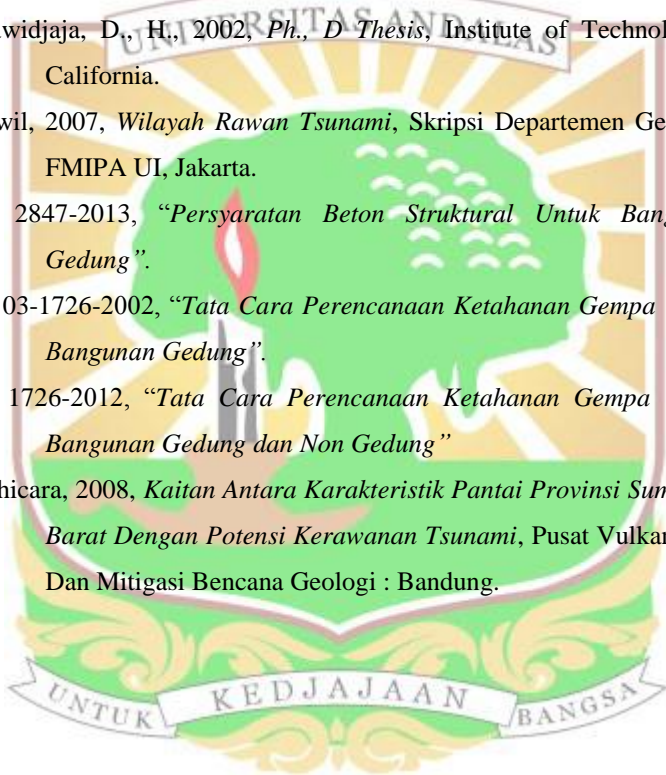 UNIVERSITAS ANDALAS
widjaja, D., H., 2002, Ph., D Thesis, Institute of Technol
California.
wil, 2007, Wilayah Rawan Tsunami, Skripsi Departemen Ge
FMIPA UI, Jakarta.
2847-2013, “Persyaratan Beton Struktural Untuk Bang
Gedung”.
03-1726-2002, “Tata Cara Perencanaan Ketahanan Gempa
Bangunan Gedung”.
1726-2012, “Tata Cara Perencanaan Ketahanan Gempa
Bangunan Gedung dan Non Gedung”
hicara, 2008, Kaitan Antara Karakteristik Pantai Provinsi Sum
Barat Dengan Potensi Kerawanan Tsunami, Pusat Vulkan
Dan Mitigasi Bencana Geologi : Bandung.
UNTUK KEDJAJAAN BANGSA